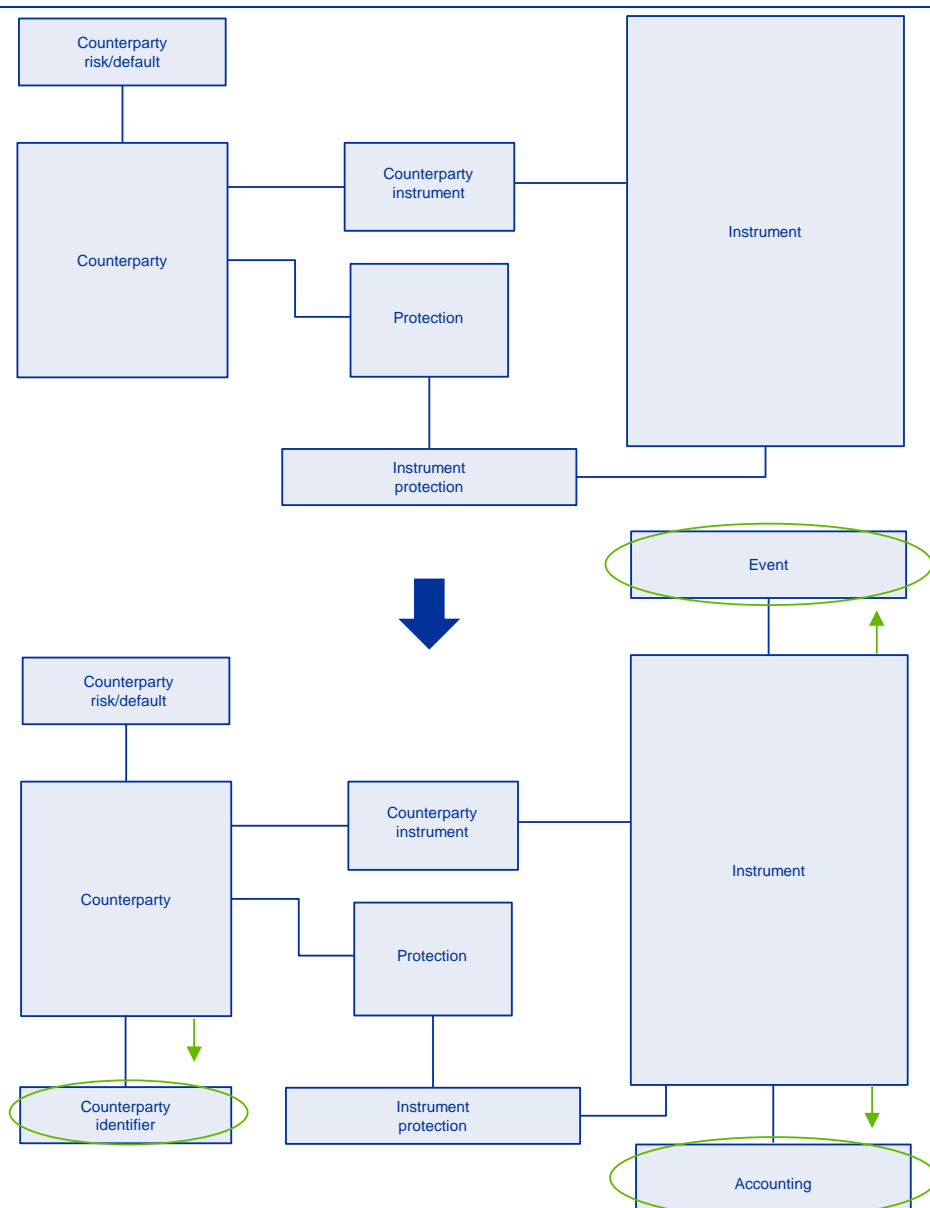 Counterparty
risk/default
Counterparty
instrument
Instrument
Counterparty
Protection
Instrument
protection
Event
Counterparty
risk/default
Counterparty
instrument
Instrument
Counterparty
Protection
Counterparty
identifier
Instrument
protection
Accounting